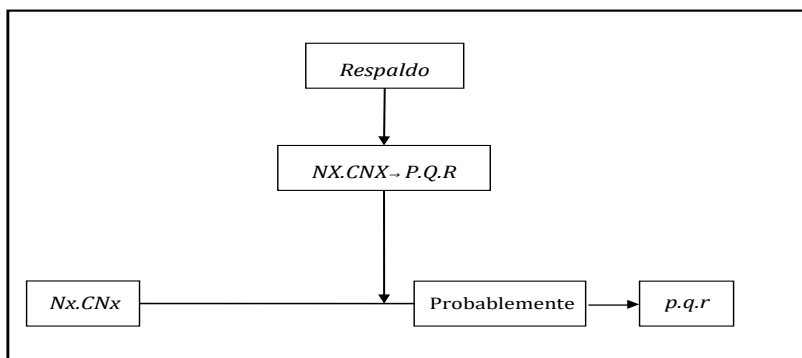 Respaldo
NX.CNX→P.Q.R
Nx.CNx
Probablemente
p.q.r